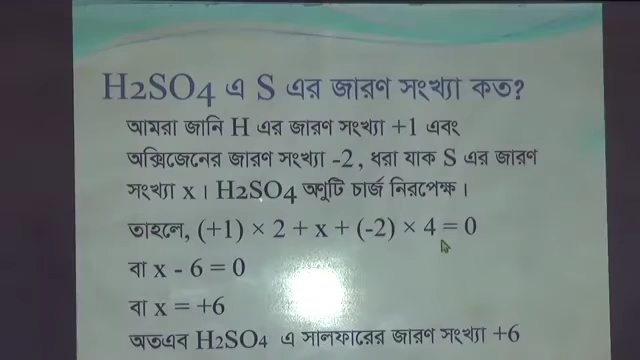 H2SO4 এ S এর জারণ সংখ্যা কত?
আমরা জানি H এর জারণ সংখ্যা +1 এবং
অক্সিজেনের জারণ সংখ্যা -2, ধরা যাক S এর জারণ
সংখ্যা x । H2SO4 অণুটি চার্জ নিরপেক্ষ ।
তাহলে, (+1) × 2 + x + (-2) × 4 = 0
বা x - 6 = 0
বা x = +6
অতএব H2SO4 এ সালফারের জারণ সংখ্যা +6